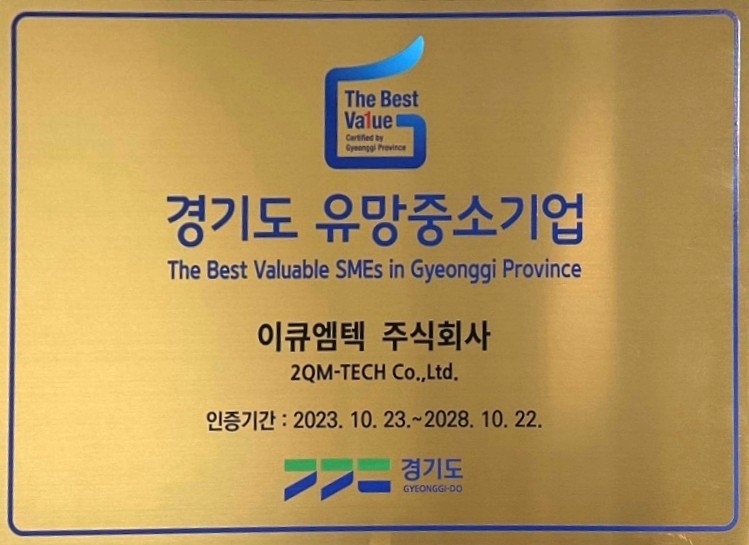 The Best
Va1ue
Certified by
Gyeonggi Province
경기도 유망중소기업
The Best Valuable SMEs in Gyeonggi Province
이큐엠텍 주식회사
2QM-TECH Co.,Ltd.
인증기간 : 2023. 10. 23.~2028. 10. 22.
경기도
GYEONGGI-DO